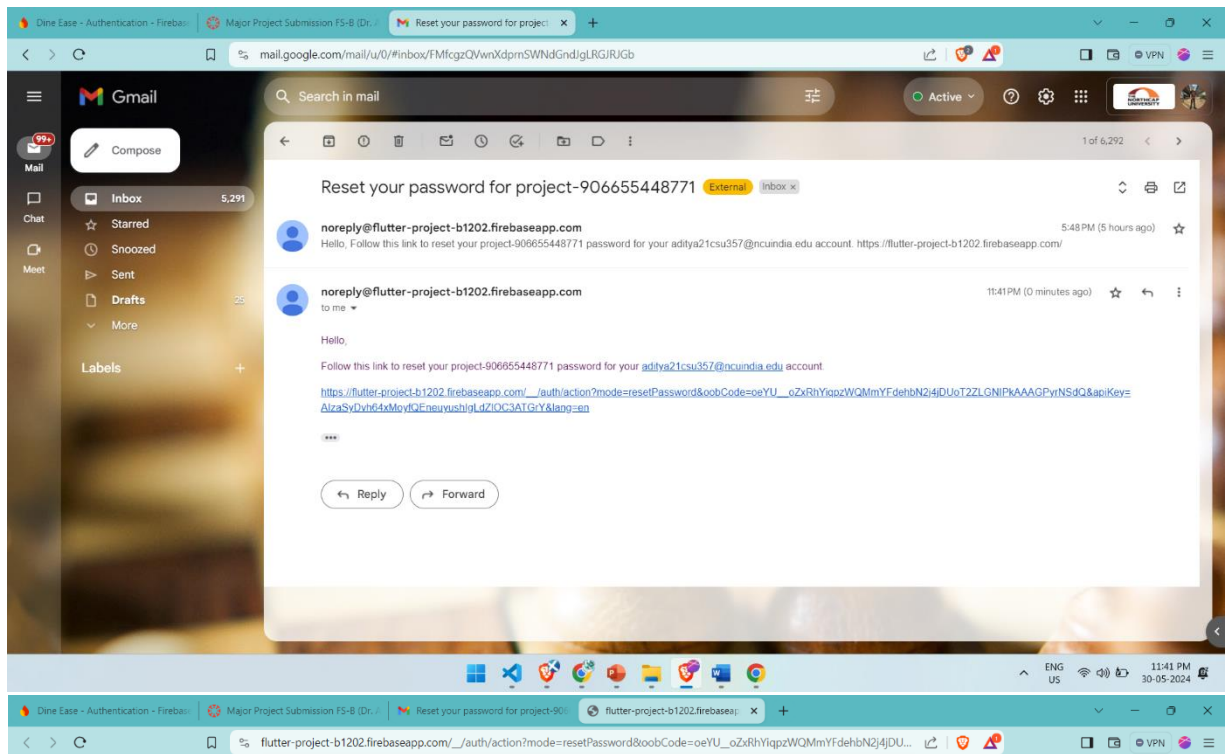 Dine Ease - Authentication - Fireba
Major Project Submission FS-B (Dr. A
Reset your password for project
mail.google.com/mail/u/0/#inbox/FMfcgzQVwnXdprnSWNdGndJgLRGJRJGb
VPN
Gmail
Search in mail
Active
99+
Mail
Chat
Meet
Compose
Inbox 5,291
Starred
Snoozed
Sent
Drafts 25
More
Labels
1 of 6,292
Reset your password for project-906655448771 External Inbox x
noreply@flutter-project-b1202.firebaseapp.com 5:48 PM (5 hours ago)
Hello, Follow this link to reset your project-906655448771 password for your aditya21csu357@ncuindia.edu account. https://flutter-project-b1202.firebaseapp.com/
noreply@flutter-project-b1202.firebaseapp.com 11:41 PM (0 minutes ago)
to me
Hello,
Follow this link to reset your project-906655448771 password for your aditya21csu357@ncuindia.edu account.
https://flutter-project-b1202.firebaseapp.com/__/auth/action?mode=resetPassword&oobCode=oeYU__oZxRhYiqpzWQMmYFdehbN2j4jDUoT2ZLGNIPkAAAGPyrNSdQ&apiKey=
AIzaSyDvh64xMoyfQEneuyushIgLdZIOC3ATGrY&lang=en
Reply
Forward
ENG
US
11:41 PM
30-05-2024
Dine Ease - Authentication - Fireba
Major Project Submission FS-B (Dr. A
Reset your password for project-906
flutter-project-b1202.firebaseap
flutter-project-b1202.firebaseapp.com/__/auth/action?mode=resetPassword&oobCode=oeYU__oZxRhYiqpzWQMmYFdehbN2j4jDU...
VPN